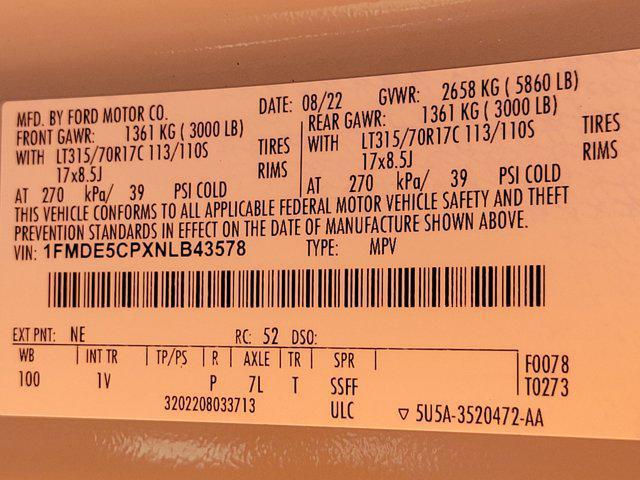 MFD. BY FORD MOTOR CO. DATE: 08/22 GVWR: 2658 KG ( 5860 LB)
FRONT GAWR: 1361 KG ( 3000 LB) REAR GAWR: 1361 KG ( 3000 LB)
WITH LT315/70R17C 113/110S TIRES WITH LT315/70R17C 113/110S TIRES
17x8.5J RIMS 17x8.5J RIMS
AT 270 kPa/ 39 PSI COLD AT 270 kPa/ 39 PSI COLD
THIS VEHICLE CONFORMS TO ALL APPLICABLE FEDERAL MOTOR VEHICLE SAFETY AND THEFT
PREVENTION STANDARDS IN EFFECT ON THE DATE OF MANUFACTURE SHOWN ABOVE.
VIN: 1FMDE5CPXNLB43578 TYPE: MPV
EXT PNT: NE RC: 52 DSO:
WB INT TR TP/PS R AXLE TR SPR F0078
100 1V P 7L T SSFF T0273
3202208033713 ULC 5U5A-3520472-AA